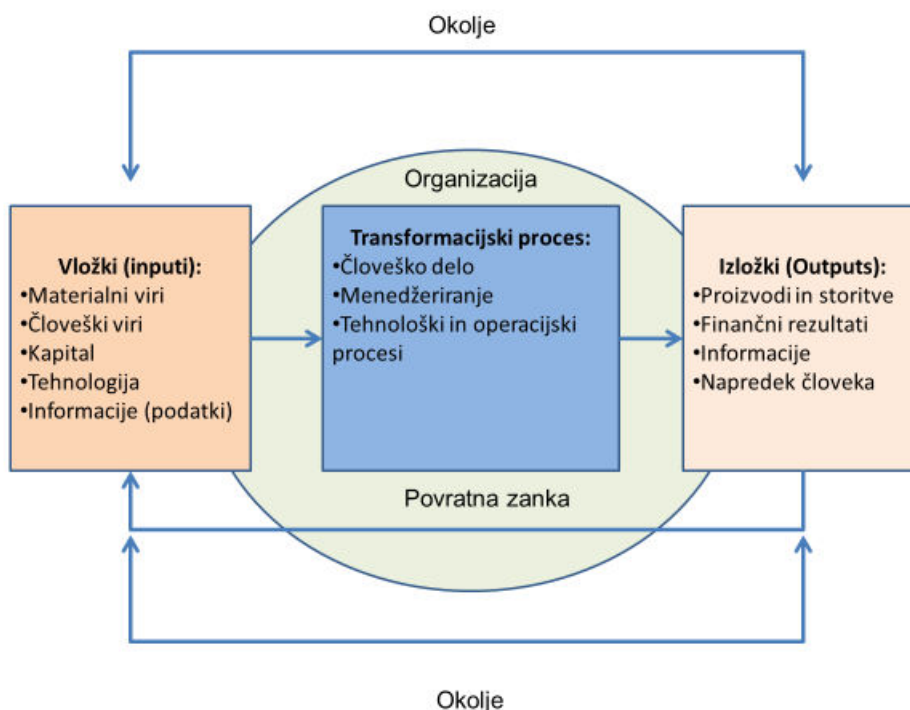 Okolje
Organizacija
Vložki (inputi):
•Materialni viri
•Človeški viri
•Kapital
•Tehnologija
•Informacije (podatki)
Transformacijski proces:
•Človeško delo
•Menedžeriranje
•Tehnološki in operacijski
procesi
Izložki (Outputs):
•Proizvodi in storitve
•Finančni rezultati
•Informacije
•Napredek človeka
Povratna zanka
Okolje